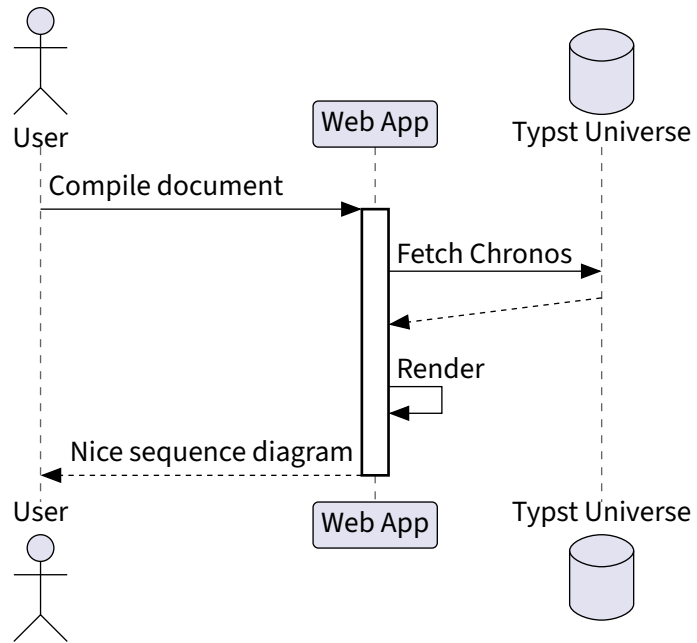 User
Web App
Typst Universe
Compile document
Fetch Chronos
Render
Nice sequence diagram
User
Web App
Typst Universe